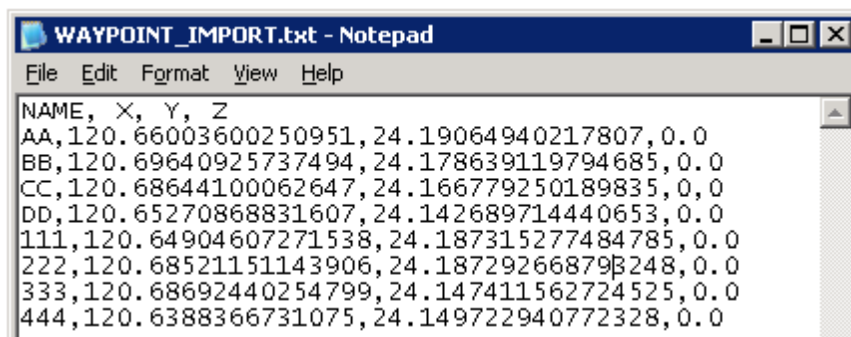 WAYPOINT_IMPORT.txt - Notepad
File Edit Format View Help
NAME, X, Y, Z
AA,120.66003600250951,24.19064940217807,0.0
BB,120.69640925737494,24.178639119794685,0.0
CC,120.68644100062647,24.166779250189835,0,0
DD,120.65270868831607,24.142689714440653,0.0
111,120.64904607271538,24.187315277484785,0.0
222,120.68521151143906,24.187292668793248,0.0
333,120.68692440254799,24.147411562724525,0.0
444,120.6388366731075,24.149722940772328,0.0